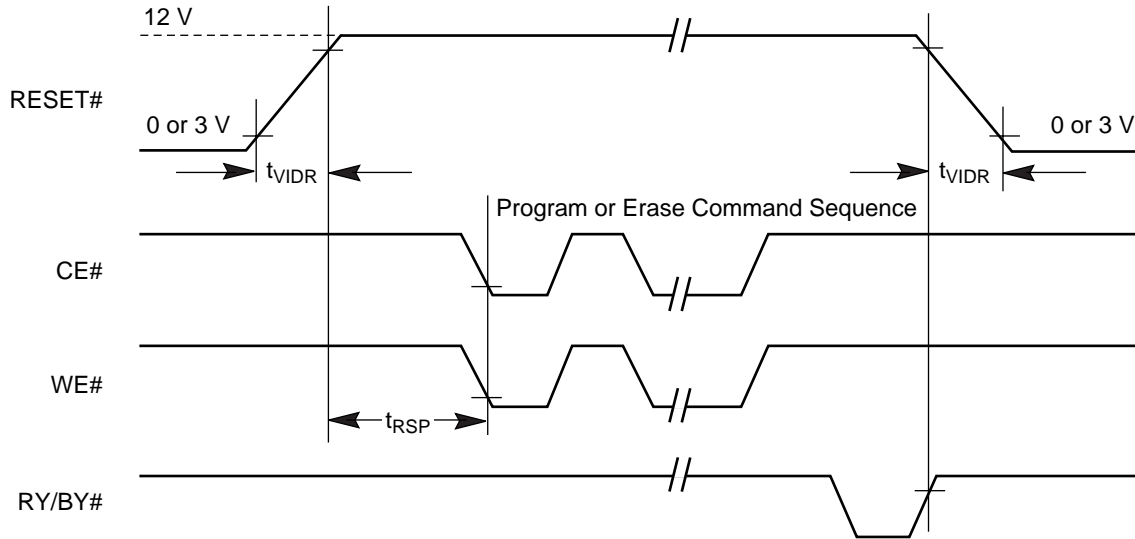 12 V
RESET#
0 or 3 V
0 or 3 V
tVIDR
tVIDR
Program or Erase Command Sequence
CE#
WE#
tRSP
RY/BY#